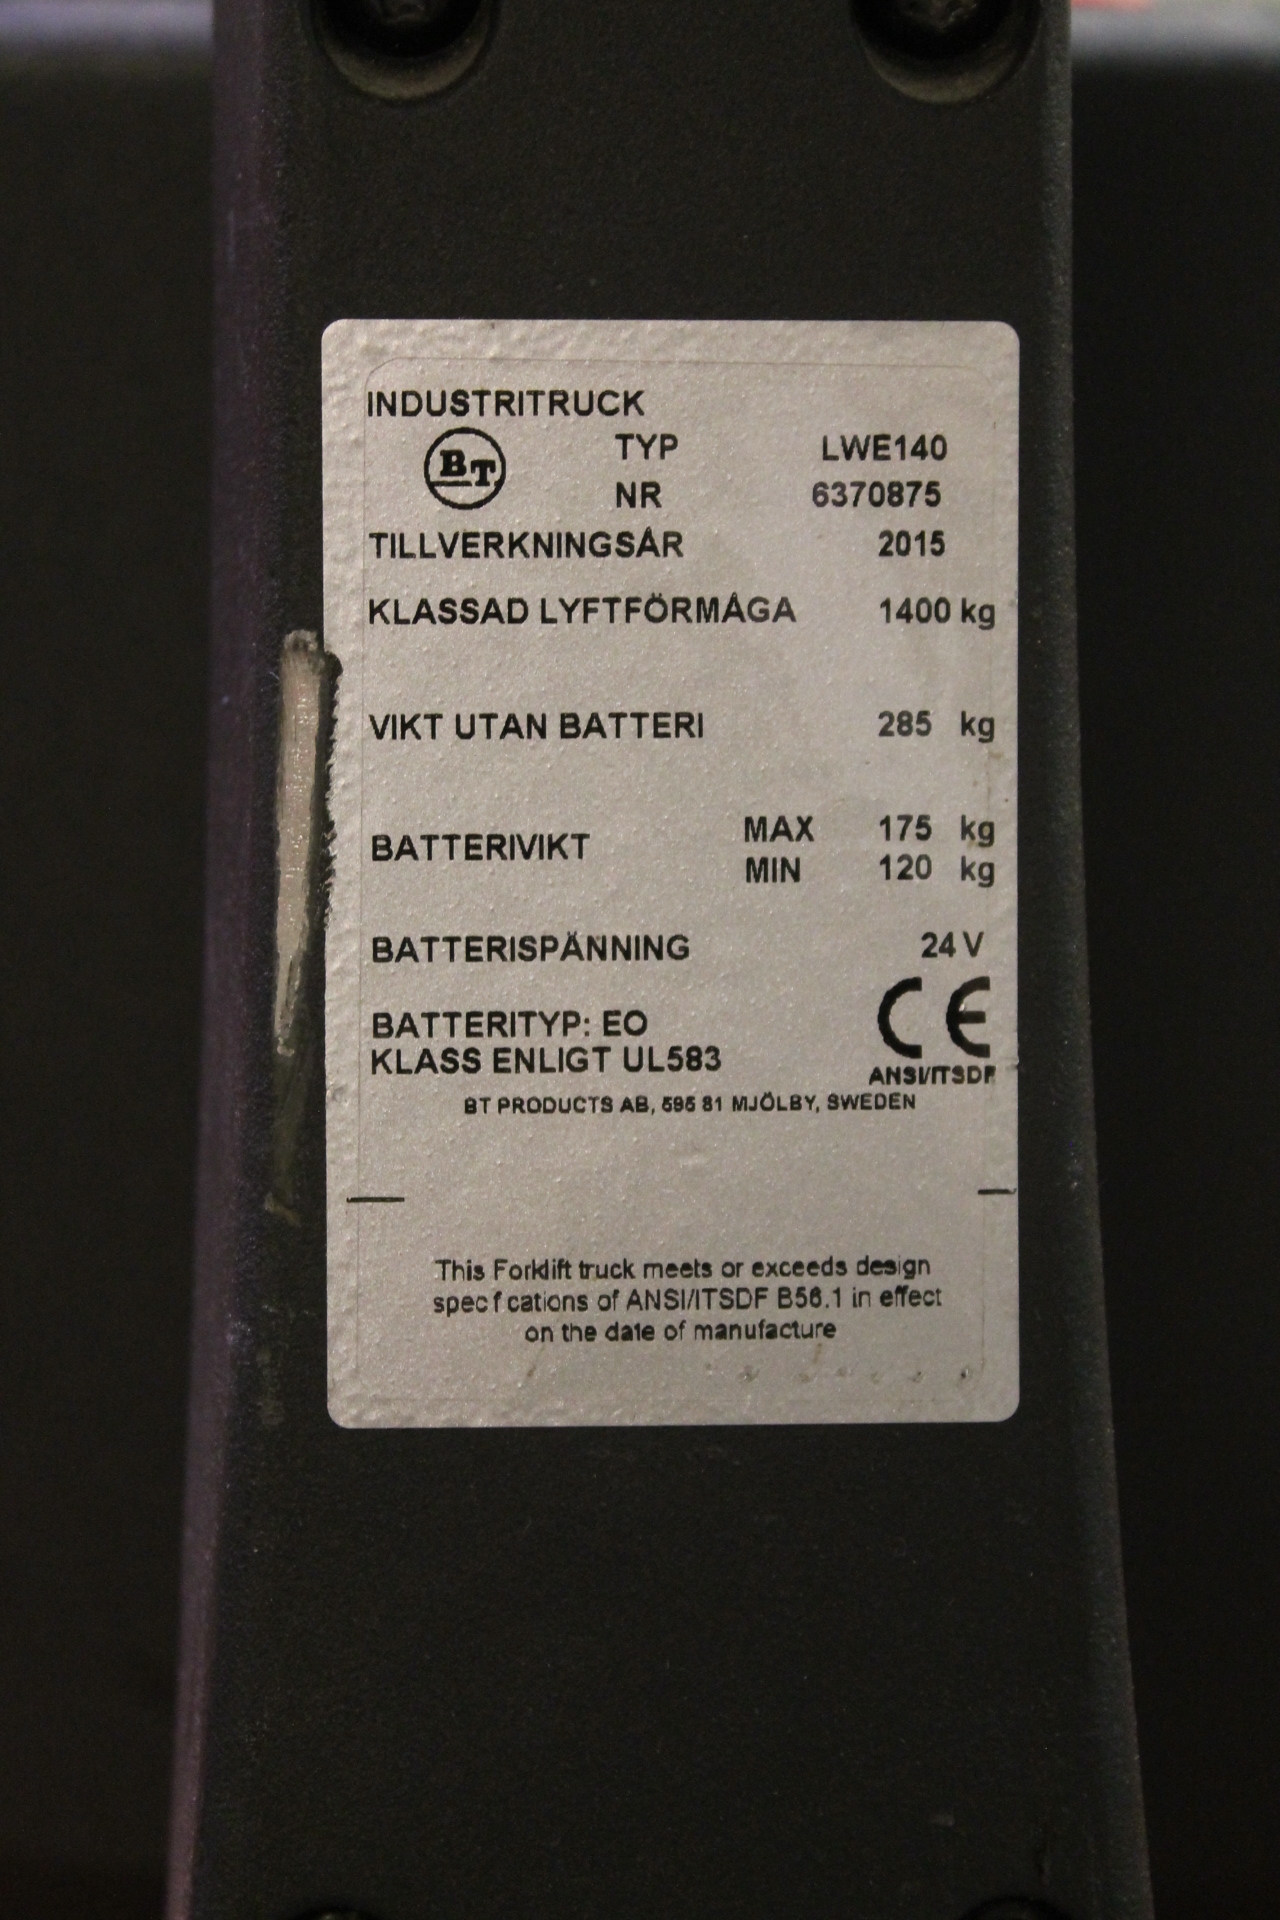 INDUSTRITRUCK
BT TYP LWE140
NR 6370875
TILLVERKNINGSÅR 2015
KLASSAD LYFTFÖRMÅGA 1400 kg
VIKT UTAN BATTERI 285 kg
BATTERIVIKT MAX 175 kg
MIN 120 kg
BATTERISPÄNNING 24 V
CE
BATTERITYP: EO
KLASS ENLIGT UL583
ANSI/ITSDF
BT PRODUCTS AB, 595 81 MJÖLBY, SWEDEN
This Forklift truck meets or exceeds design
specf cations of ANSI/ITSDF B56.1 in effect
on the date of manufacture